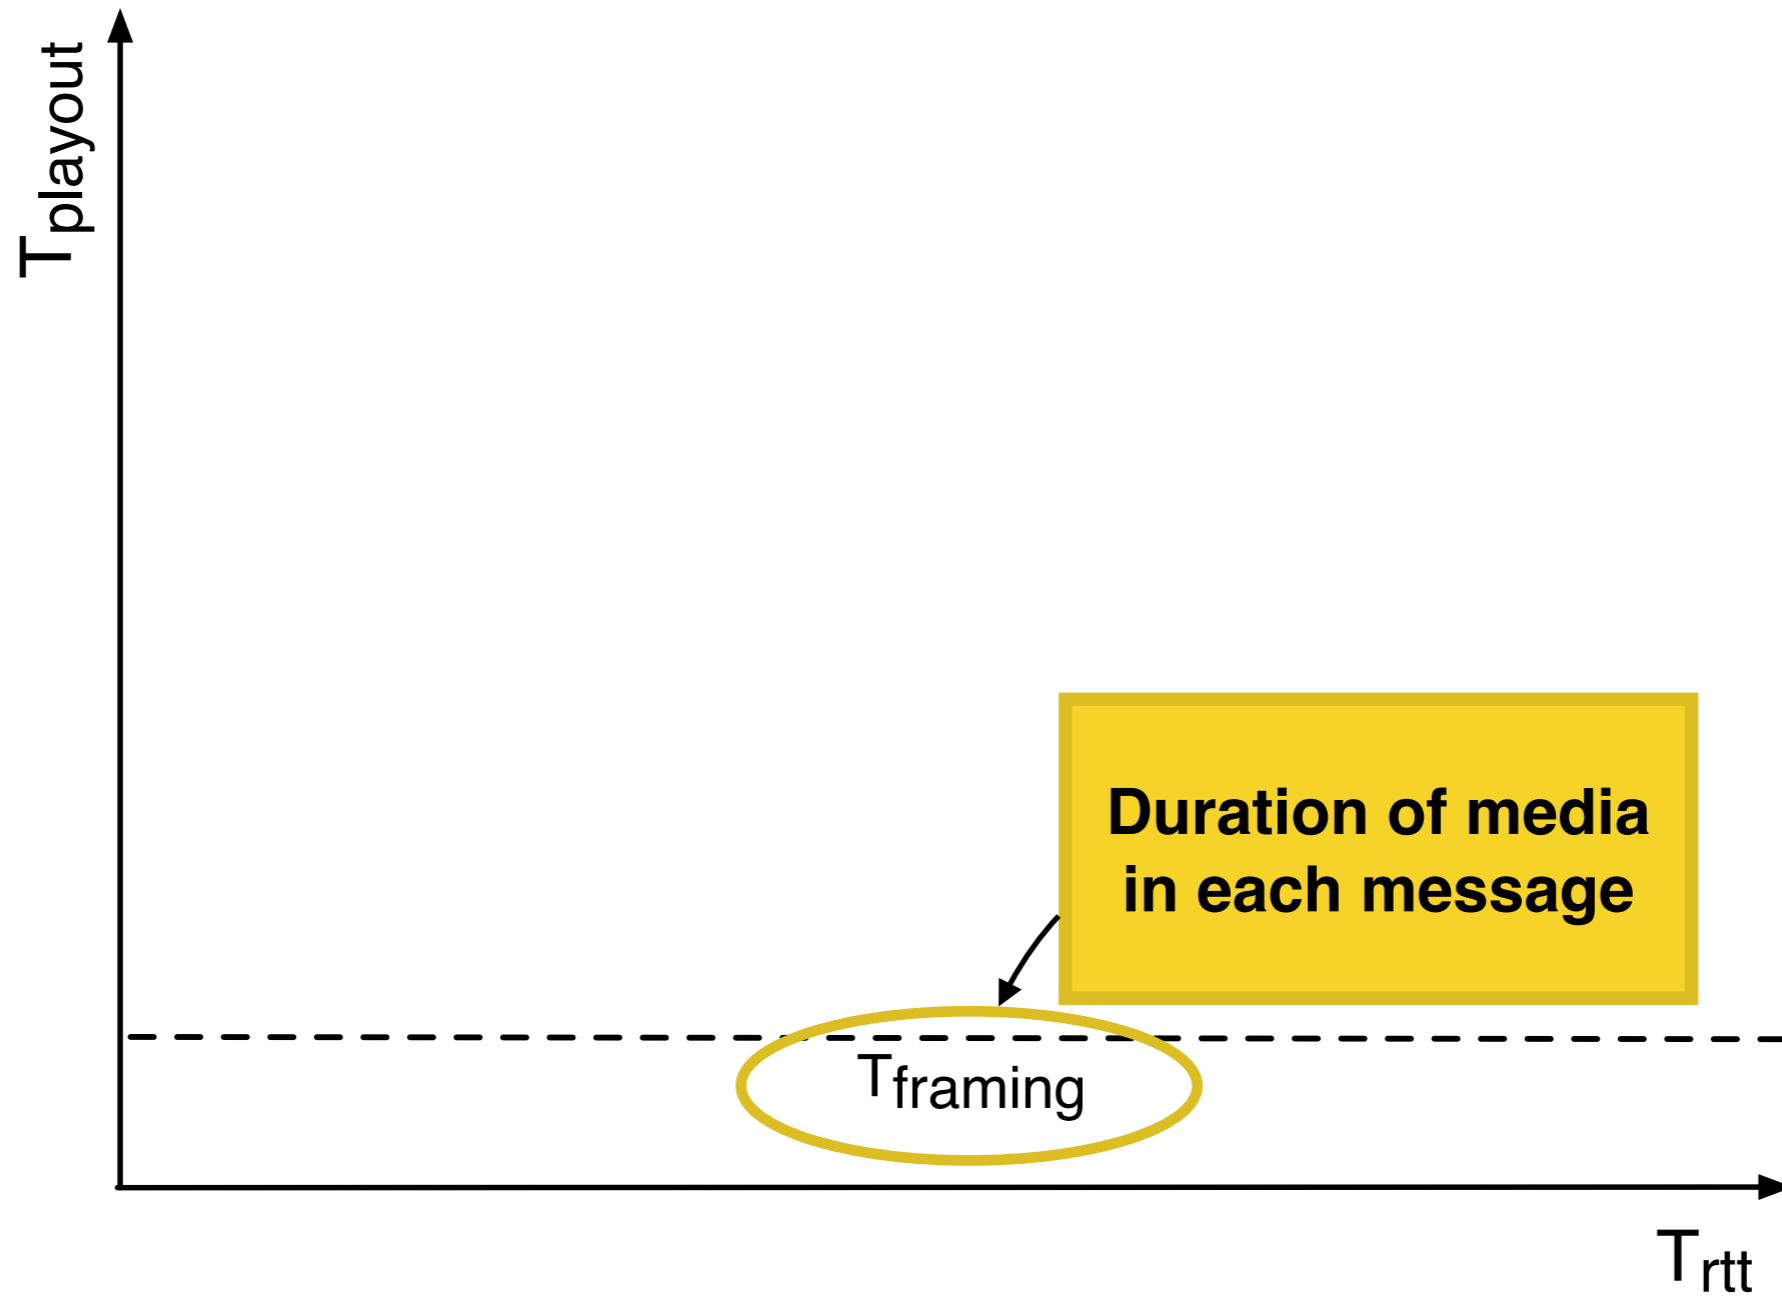 Tplayout
Duration of media
in each message
Tframing
Trtt